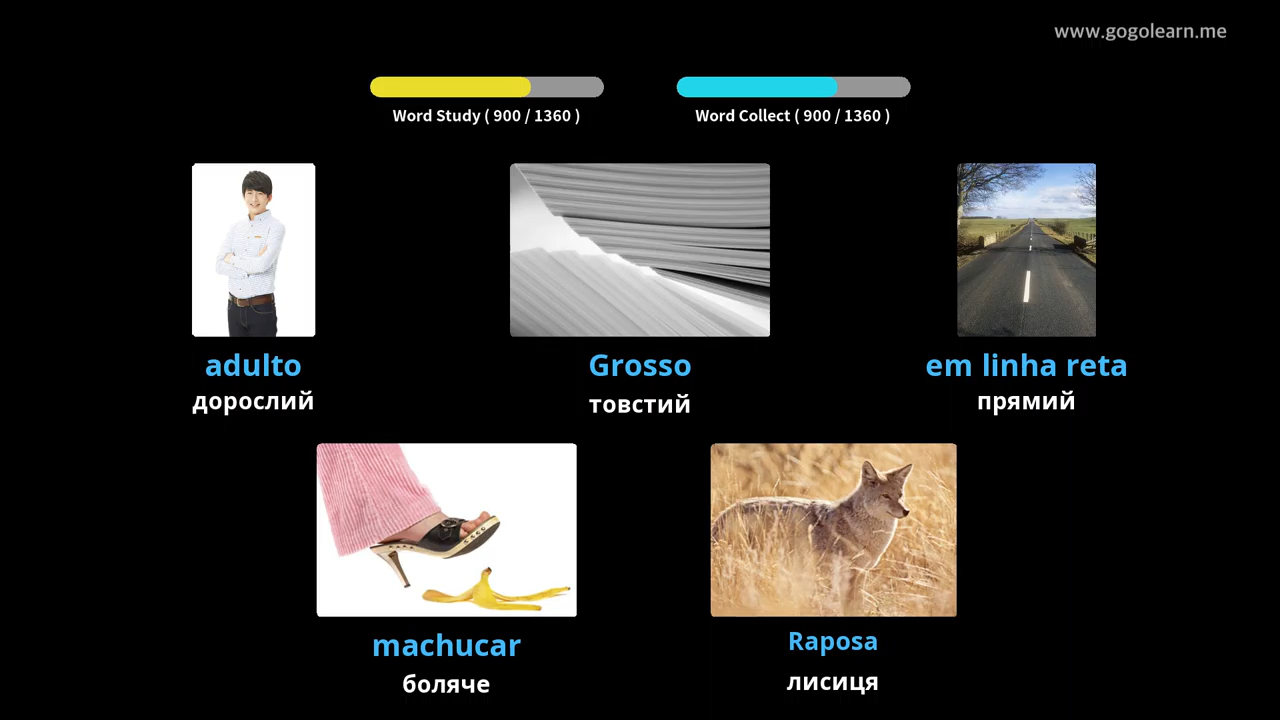 www.gogolearn.me
Word Study ( 900 / 1360 )
Word Collect ( 900 / 1360 )
adulto
дорослий
Grosso
товстий
em linha reta
прямий
machucar
боляче
Raposa
лисиця